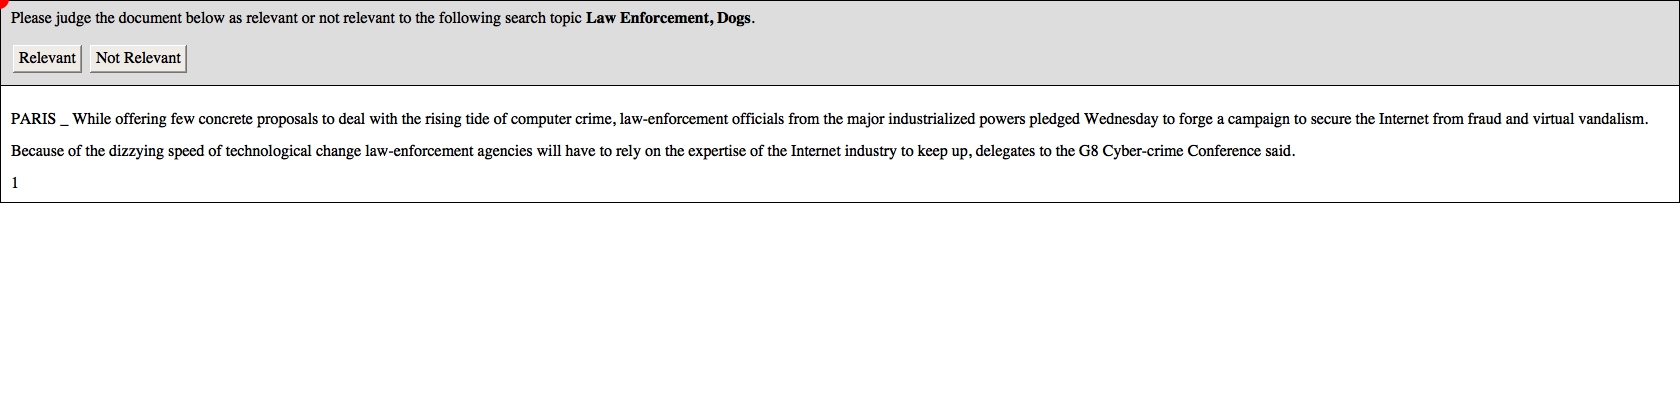 Please judge the document below as relevant or not relevant to the following search topic Law Enforcement, Dogs.
Relevant Not Relevant
PARIS _ While offering few concrete proposals to deal with the rising tide of computer crime, law-enforcement officials from the major industrialized powers pledged Wednesday to forge a campaign to secure the Internet from fraud and virtual vandalism.
Because of the dizzying speed of technological change law-enforcement agencies will have to rely on the expertise of the Internet industry to keep up, delegates to the G8 Cyber-crime Conference said.
1